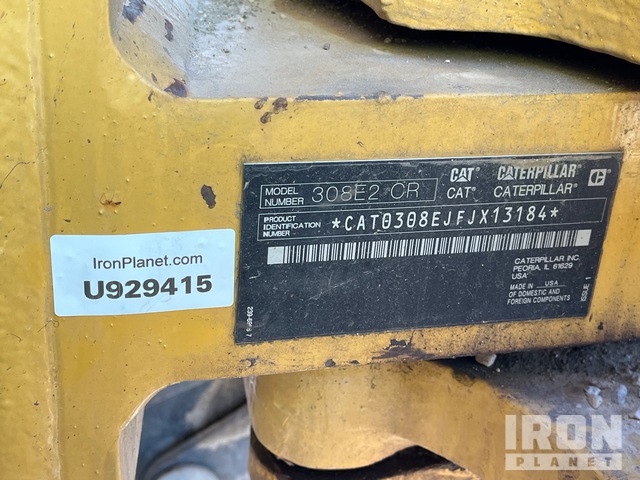 CAT CATERPILLAR C
MODEL NUMBER 308E2 CR CAT® CATERPILLAR®
PRODUCT IDENTIFICATION NUMBER *CAT0308EJFJX13184*
CATERPILLAR INC.
PEORIA, IL 61629
USA
MADE IN USA
OF DOMESTIC AND
FOREIGN COMPONENTS
ISSUE 1
IronPlanet.com
U929415
IRON
PLANET